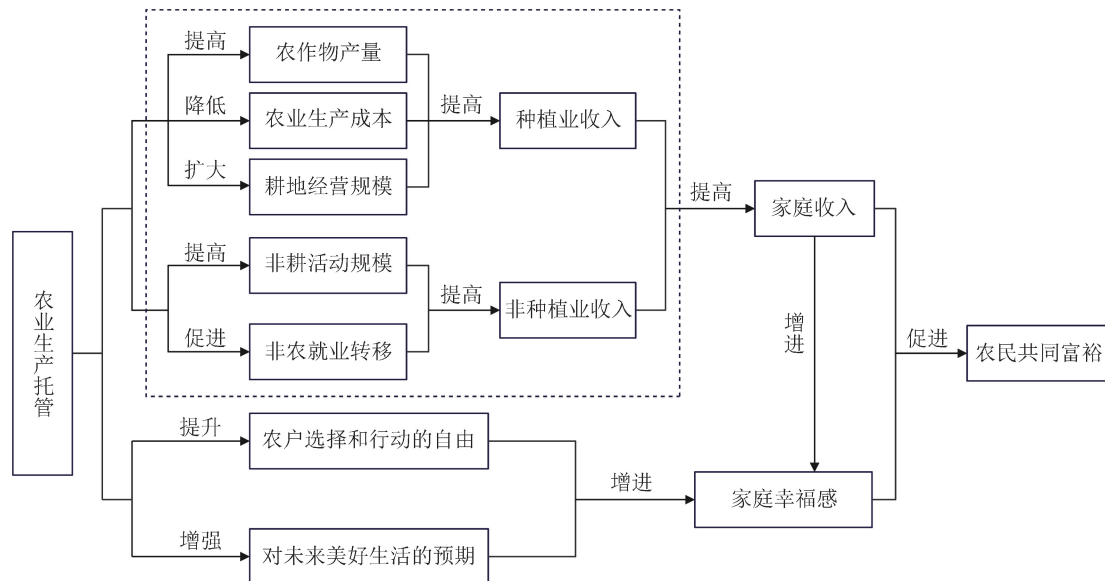 提高
农作物产量
降低
农业生产成本
提高
种植业收入
扩大
耕地经营规模
提高
家庭收入
农业生产托管
提高
非耕活动规模
提高
非种植业收入
促进
非农就业转移
增进
促进
农民共同富裕
提升
农户选择和行动的自由
增进
家庭幸福感
增强
对未来美好生活的预期